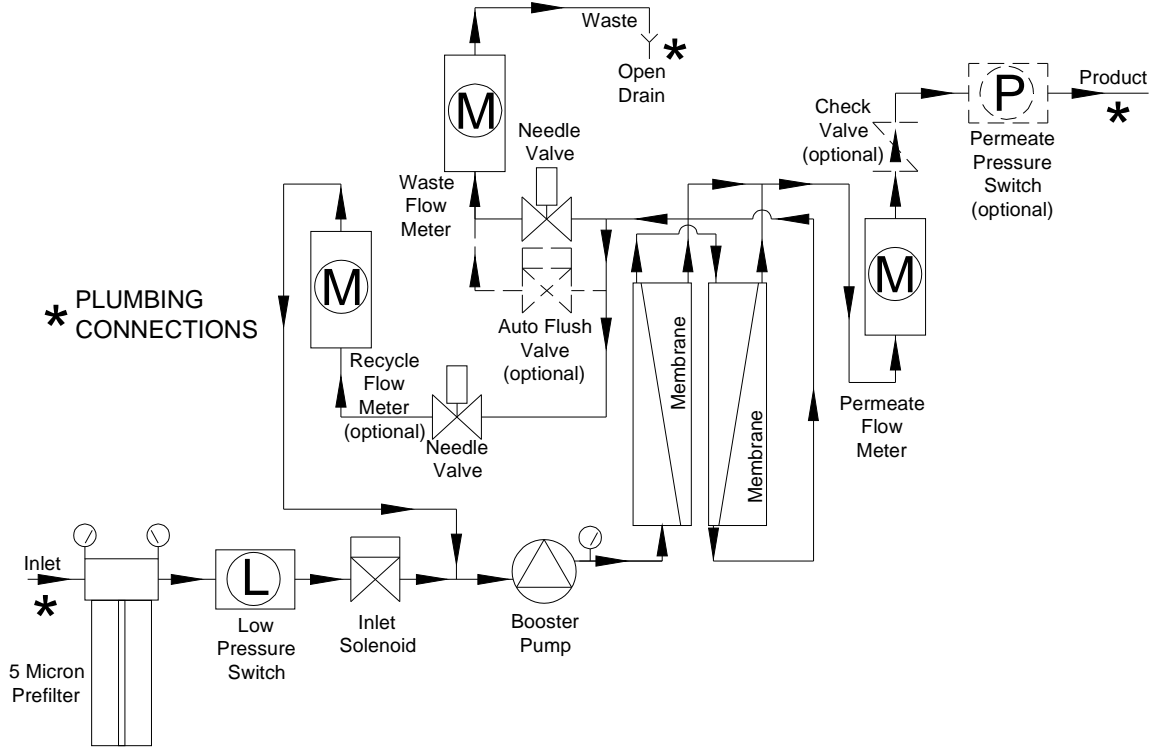 Waste
*
Open
Drain
M
Needle
Valve
Waste
Flow
Meter
Check
Valve
(optional)
P
Product
*
Permeate
Pressure
Switch
(optional)
M
* PLUMBING
CONNECTIONS
Auto Flush
Valve
(optional)
Recycle
Flow
Meter
(optional)
Needle
Valve
Membrane
Membrane
M
Permeate
Flow
Meter
Inlet
*
L
Low
Pressure
Switch
Inlet
Solenoid
Booster
Pump
5 Micron
Prefilter